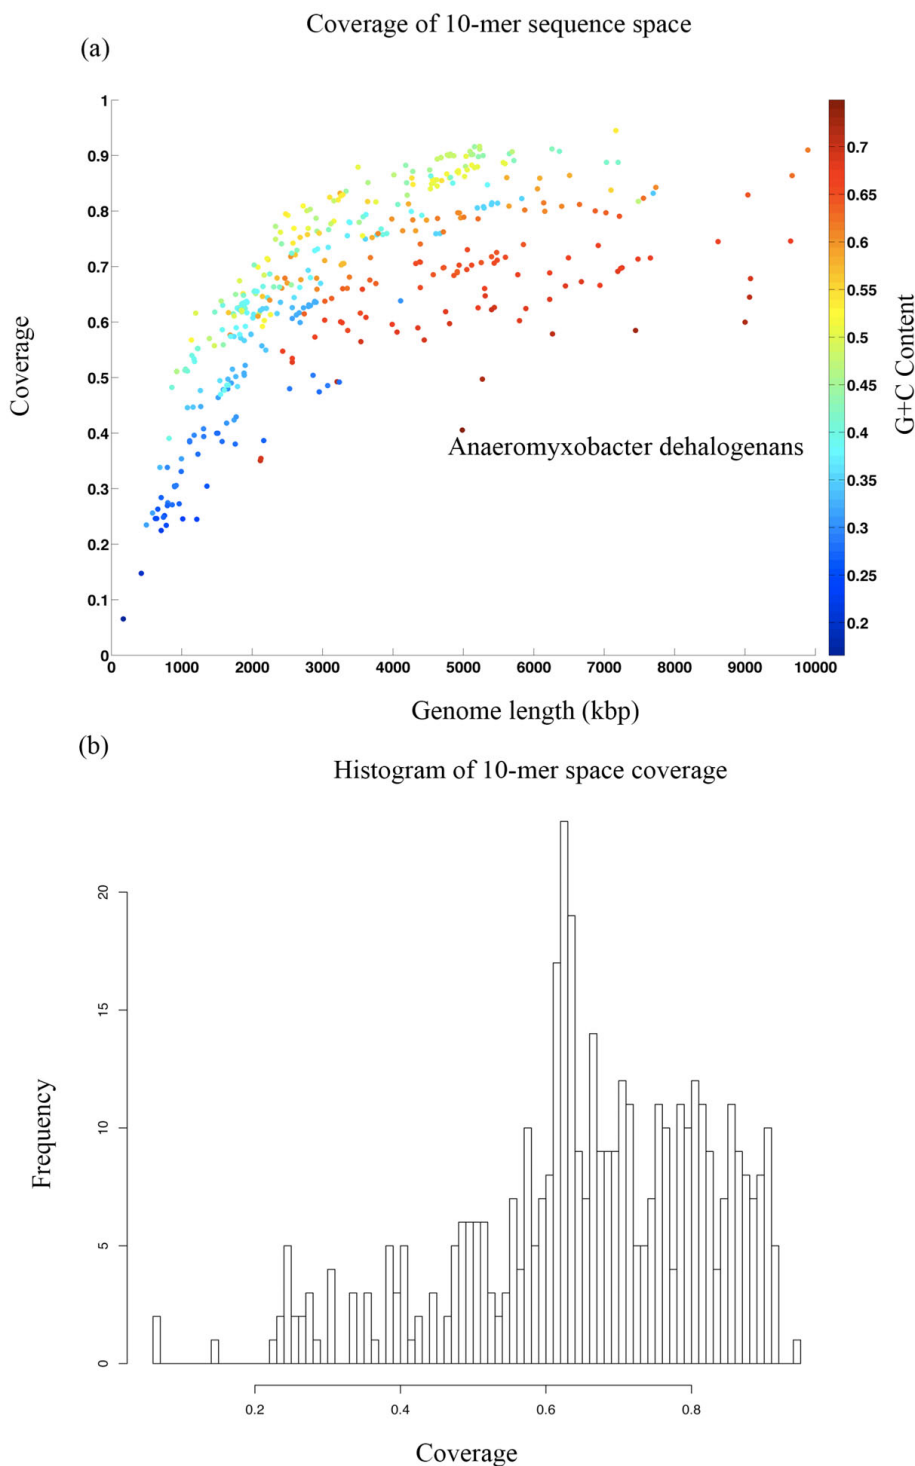 Coverage of 10-mer sequence space
(a)
1
0.9
0.8
0.7
0.6
0.5
0.4
0.3
0.2
0.1
0
Coverage
Anaeromyxobacter dehalogenans
0.7
0.65
0.6
0.55
0.5
0.45
0.4
0.35
0.3
0.25
0.2
G+C Content
0 1000 2000 3000 4000 5000 6000 7000 8000 9000 10000
Genome length (kbp)
(b)
Histogram of 10-mer space coverage
20
15
10
5
0
Frequency
0.2 0.4 0.6 0.8
Coverage